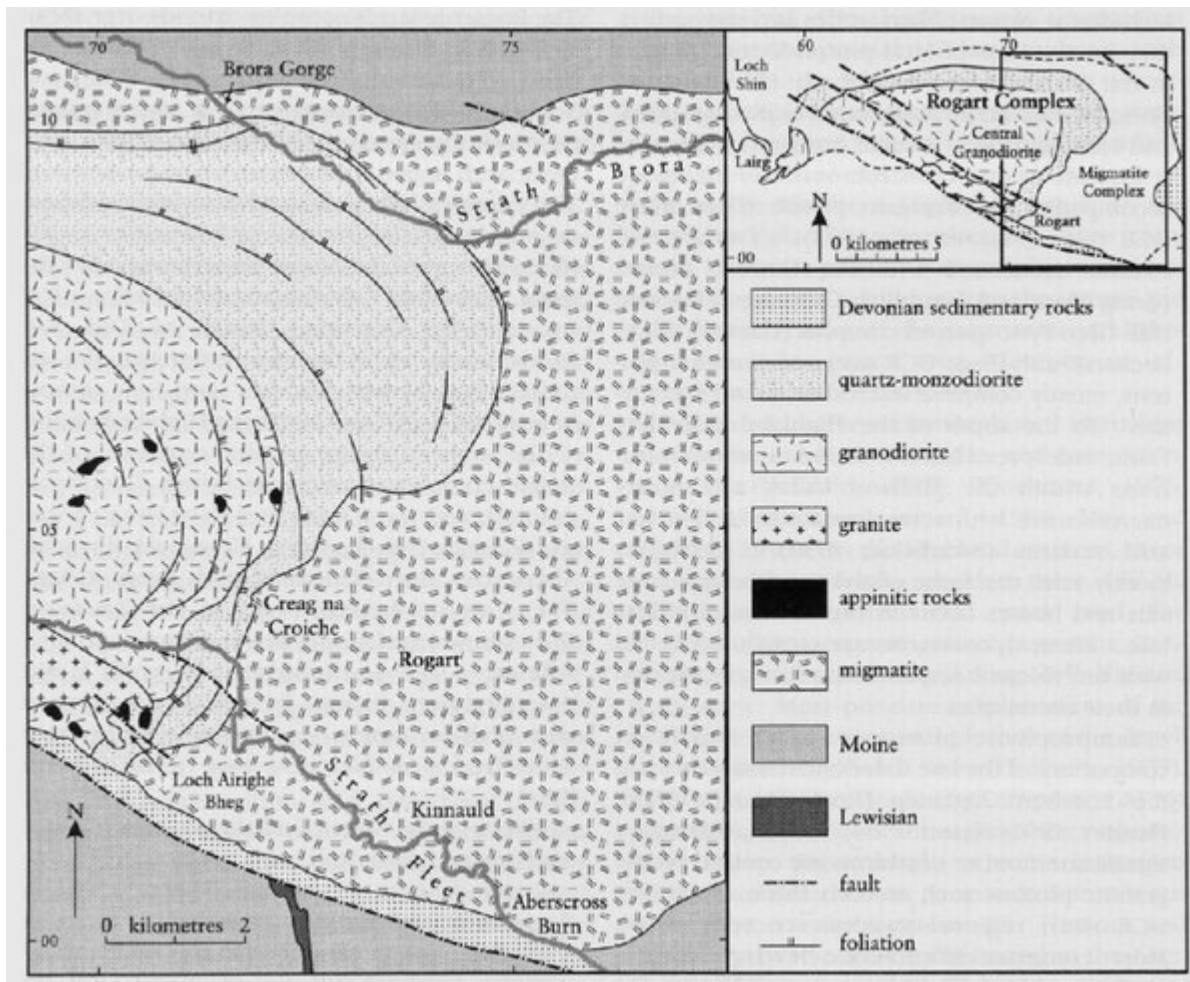 70
75
Brora Gorge
10
Strath
Brora
05
Creag na
Croiche
Rogart
Loch Airighe
Bheg
Strath
Fleet
Kinnauld
Aberscross
Burn
N
0 kilometres 2
00
60
70
Loch
Shin
Rogart Complex
Central
Granodiorite
Lairg
Migmatite
Complex
N
Rogart
0 kilometres 5
00
Devonian sedimentary rocks
quartz-monzodiorite
granodiorite
granite
appinitic rocks
migmatite
Moine
Lewisian
fault
foliation